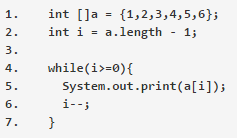 1. int []a = {1,2,3,4,5,6};
2. int i = a.length - 1;
3.
4. while(i>=0){
5. System.out.print(a[i]);
6. i--;
7. }